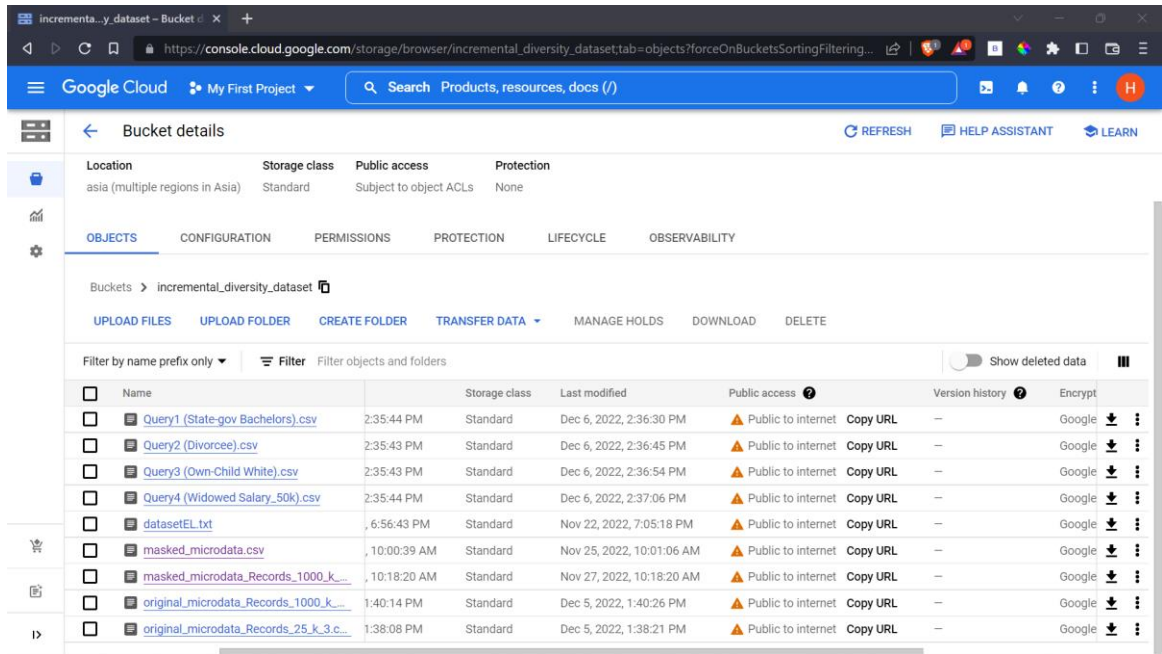 incrementa...y_dataset – Bucket d
https://console.cloud.google.com/storage/browser/incremental_diversity_dataset;tab=objects?forceOnBucketsSortingFiltering...
Google Cloud My First Project Search Products, resources, docs (/) H
Bucket details REFRESH HELP ASSISTANT LEARN
Location Storage class Public access Protection
asia (multiple regions in Asia) Standard Subject to object ACLs None
OBJECTS CONFIGURATION PERMISSIONS PROTECTION LIFECYCLE OBSERVABILITY
Buckets > incremental_diversity_dataset
UPLOAD FILES UPLOAD FOLDER CREATE FOLDER TRANSFER DATA MANAGE HOLDS DOWNLOAD DELETE
Filter by name prefix only Filter Filter objects and folders Show deleted data
Name Storage class Last modified Public access Version history Encrypt
Query1 (State-gov Bachelors).csv 2:35:44 PM Standard Dec 6, 2022, 2:36:30 PM Public to internet Copy URL — Google
Query2 (Divorcee).csv 2:35:43 PM Standard Dec 6, 2022, 2:36:45 PM Public to internet Copy URL — Google
Query3 (Own-Child White).csv 2:35:43 PM Standard Dec 6, 2022, 2:36:54 PM Public to internet Copy URL — Google
Query4 (Widowed Salary_50k).csv 2:35:44 PM Standard Dec 6, 2022, 2:37:06 PM Public to internet Copy URL — Google
datasetEL.txt , 6:56:43 PM Standard Nov 22, 2022, 7:05:18 PM Public to internet Copy URL — Google
masked_microdata.csv , 10:00:39 AM Standard Nov 25, 2022, 10:01:06 AM Public to internet Copy URL — Google
masked_microdata_Records_1000_k_... , 10:18:20 AM Standard Nov 27, 2022, 10:18:20 AM Public to internet Copy URL — Google
original_microdata_Records_1000_k_... 1:40:14 PM Standard Dec 5, 2022, 1:40:26 PM Public to internet Copy URL — Google
original_microdata_Records_25_k_3.c... 1:38:08 PM Standard Dec 5, 2022, 1:38:21 PM Public to internet Copy URL — Google